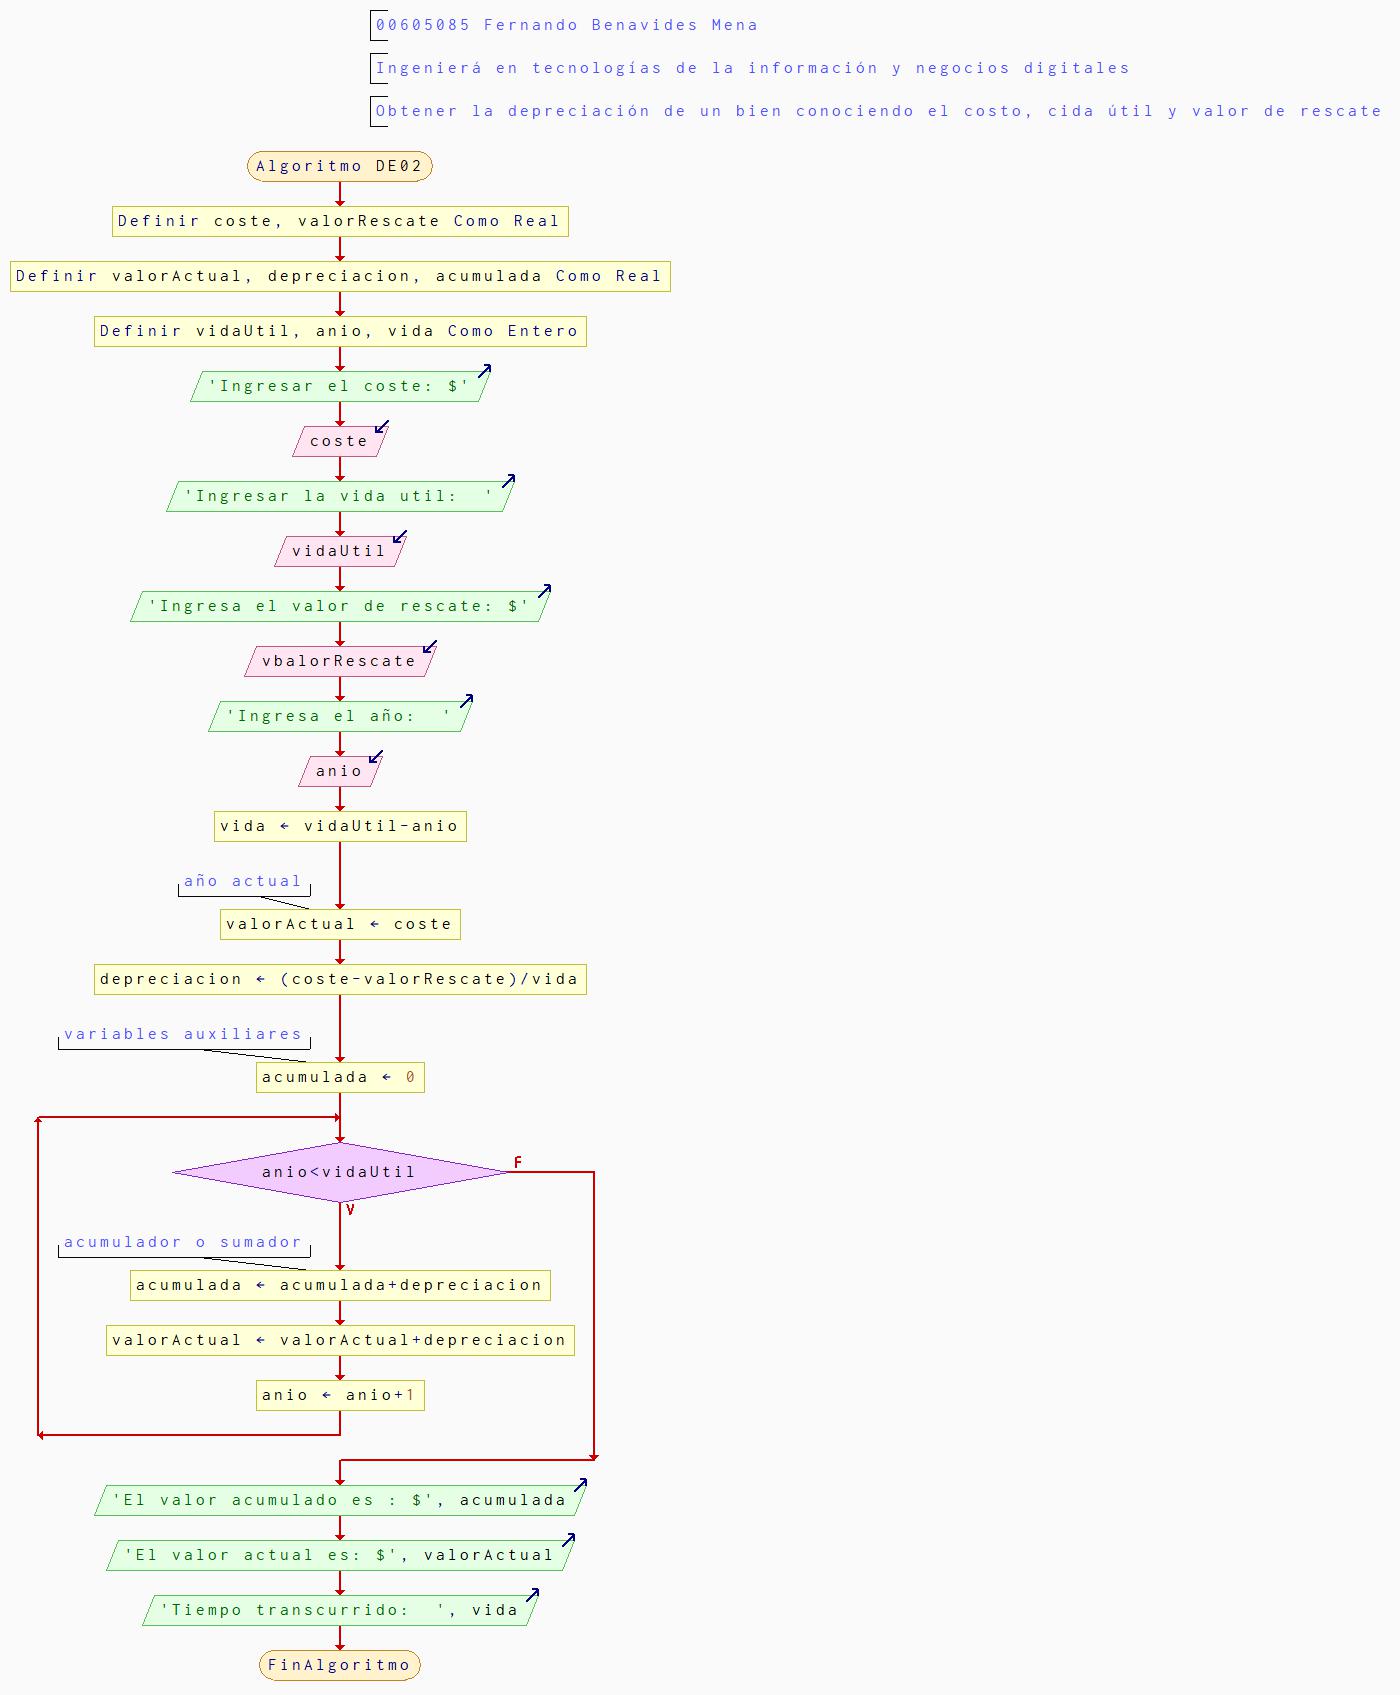 00605085 Fernando Benavides Mena
Ingenierá en tecnologías de la información y negocios digitales
Obtener la depreciación de un bien conociendo el costo, cida útil y valor de rescate
Algoritmo DE02
Definir coste, valorRescate Como Real
Definir valorActual, depreciacion, acumulada Como Real
Definir vidaUtil, anio, vida Como Entero
'Ingresar el coste: $'
coste
'Ingresar la vida util:  '
vidaUtil
'Ingresa el valor de rescate: $'
vbalorRescate
'Ingresa el año:  '
anio
vida ← vidaUtil-anio
año actual
valorActual ← coste
depreciacion ← (coste-valorRescate)/vida
variables auxiliares
acumulada ← 0
anio<vidaUtil
F
V
acumulador o sumador
acumulada ← acumulada+depreciacion
valorActual ← valorActual+depreciacion
anio ← anio+1
'El valor acumulado es : $', acumulada
'El valor actual es: $', valorActual
'Tiempo transcurrido:  ', vida
FinAlgoritmo